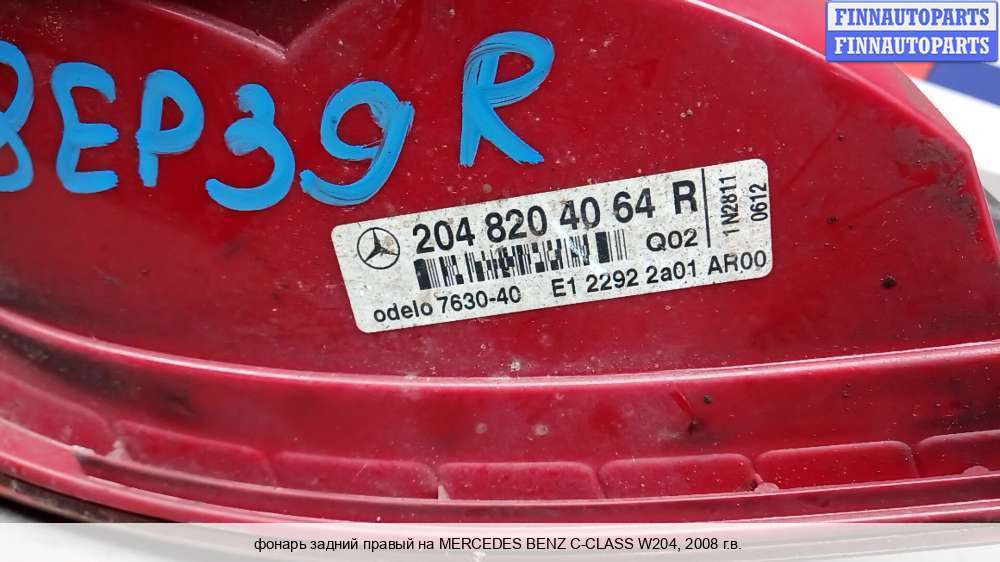 FINNAUTOPARTS
FINNAUTOPARTS
8EP39R
204 820 40 64 R
Q02
1N2811
0612
odelo 7630-40 E1 2292 2a01 AR00
фонарь задний правый на MERCEDES BENZ C-CLASS W204, 2008 г.в.